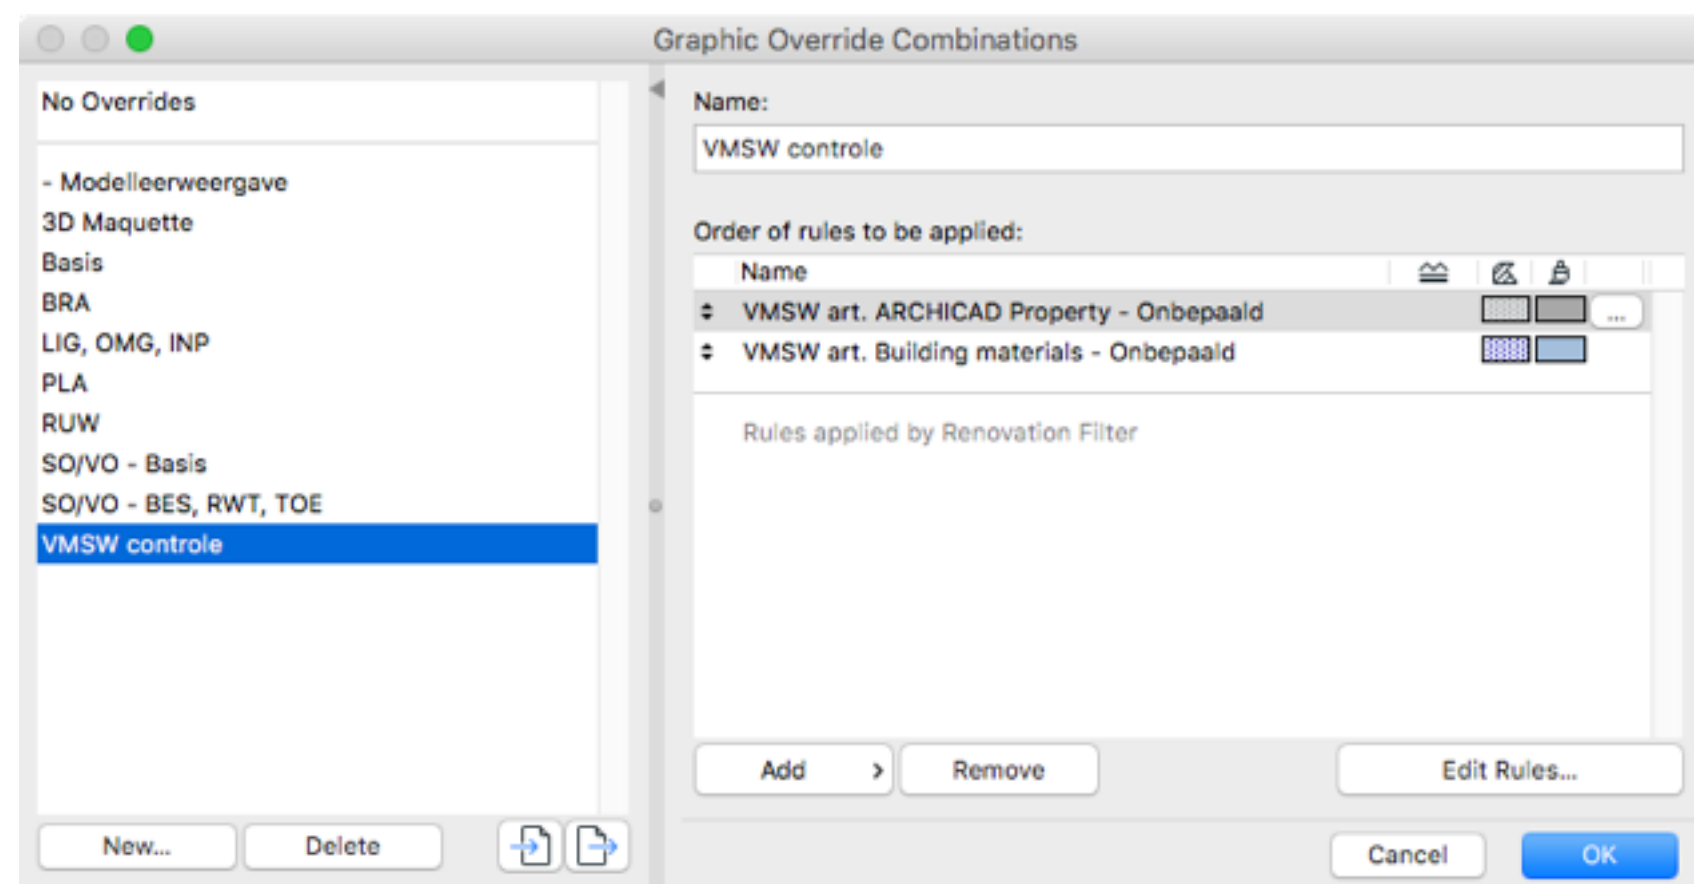 Graphic Override Combinations
No Overrides
- Modelleerweergave
3D Maquette
Basis
BRA
LIG, OMG, INP
PLA
RUW
SO/VO - Basis
SO/VO - BES, RWT, TOE
VMSW controle
New...
Delete
Name:
VMSW controle
Order of rules to be applied:
Name
VMSW art. ARCHICAD Property - Onbepaald
...
VMSW art. Building materials - Onbepaald
Rules applied by Renovation Filter
Add
Remove
Edit Rules...
Cancel
OK